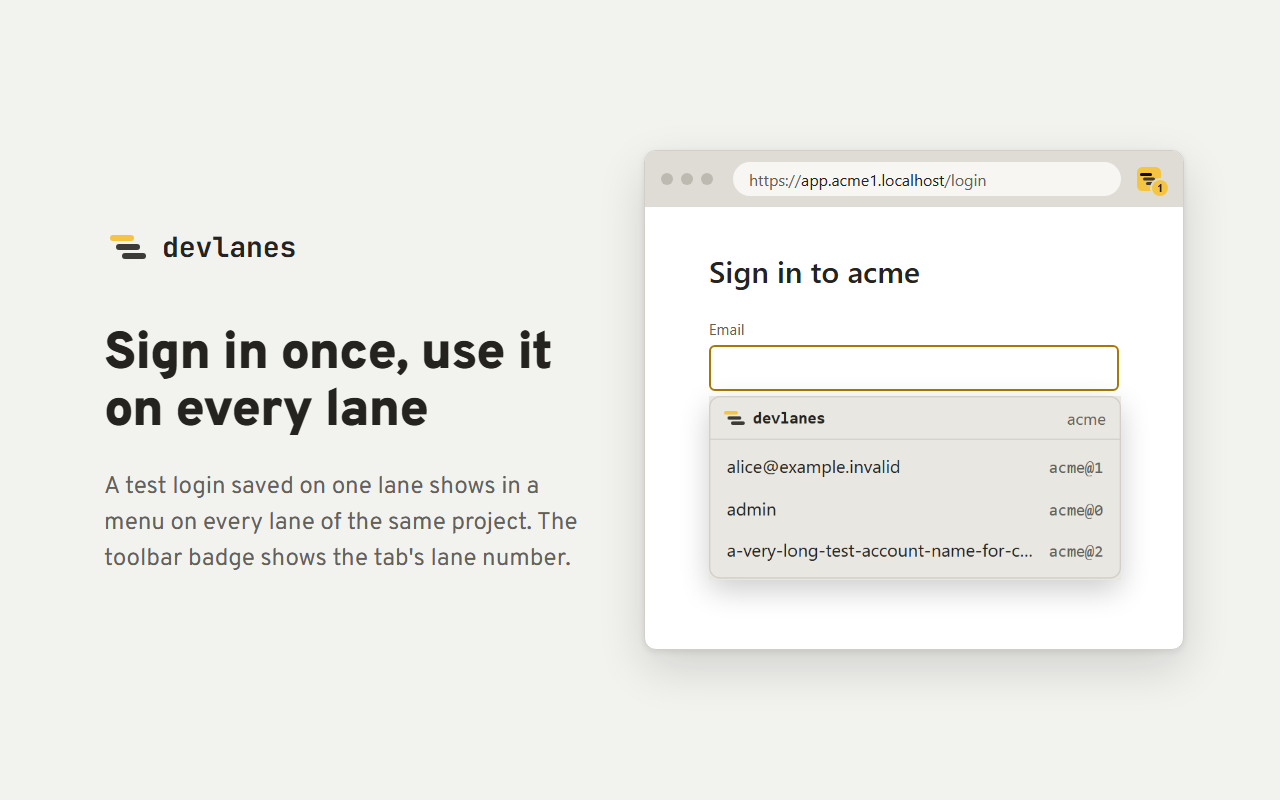 devlanes
Sign in once, use it
on every lane
A test login saved on one lane shows in a
menu on every lane of the same project. The
toolbar badge shows the tab's lane number.
https://app.acme1.localhost/login
1
Sign in to acme
Email
devlanes acme
alice@example.invalid acme@1
admin acme@0
a-very-long-test-account-name-for-c... acme@2